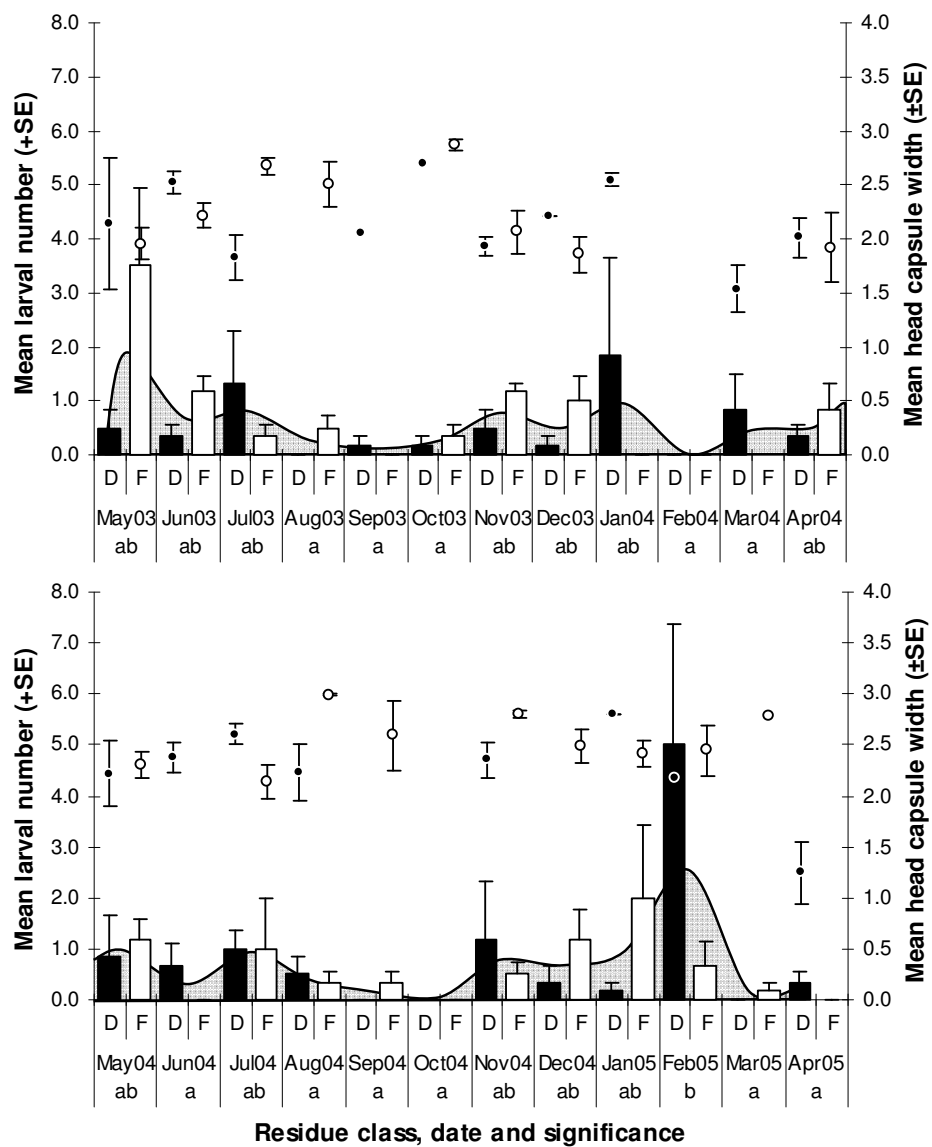 8.0 4.0
7.0 3.5
6.0 3.0
5.0 2.5
4.0 2.0
3.0 1.5
2.0 1.0
1.0 0.5
0.0 0.0
Mean larval number (+SE)
Mean head capsule width (±SE)
D F D F D F D F D F D F D F D F D F D F D F D F
May03 Jun03 Jul03 Aug03 Sep03 Oct03 Nov03 Dec03 Jan04 Feb04 Mar04 Apr04
ab ab ab a a a ab ab ab a a ab
8.0 4.0
7.0 3.5
6.0 3.0
5.0 2.5
4.0 2.0
3.0 1.5
2.0 1.0
1.0 0.5
0.0 0.0
Mean larval number (+SE)
Mean head capsule width (±SE)
D F D F D F D F D F D F D F D F D F D F D F D F
May04 Jun04 Jul04 Aug04 Sep04 Oct04 Nov04 Dec04 Jan05 Feb05 Mar05 Apr05
ab a ab a a a ab ab ab b a a
Residue class, date and significance